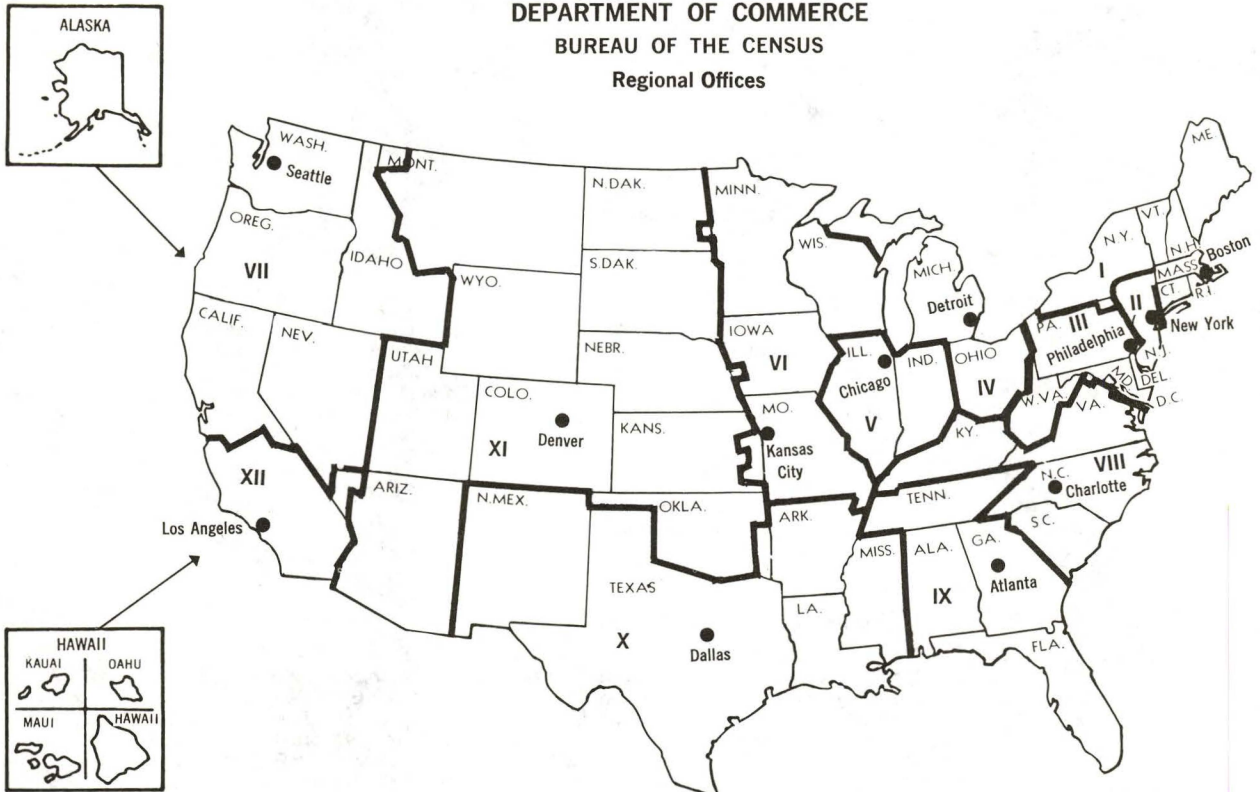 DEPARTMENT OF COMMERCE
BUREAU OF THE CENSUS
Regional Offices
ALASKA
WASH.
Seattle
MONT.
N.DAK.
MINN.
ME
OREG.
VII
IDAHO
WYO.
S.DAK.
WIS.
MICH.
Detroit
N.Y.
I
VT.
N.H.
MASS.
Boston
CT.
R.I.
II
New York
CALIF.
NEV.
UTAH
COLO.
Denver
XI
NEBR.
IOWA
VI
ILL.
Chicago
V
IND.
OHIO
IV
PA.
III
Philadelphia
N.J.
MD.
DEL.
D.C.
W.VA.
VA.
KANS.
MO.
Kansas
City
KY.
XII
Los Angeles
ARIZ.
N.MEX.
OKLA.
ARK.
TENN.
N.C.
VIII
Charlotte
S.C.
TEXAS
X
Dallas
LA.
MISS.
ALA.
IX
GA.
Atlanta
FLA.
HAWAII
KAUAI
OAHU
MAUI
HAWAII